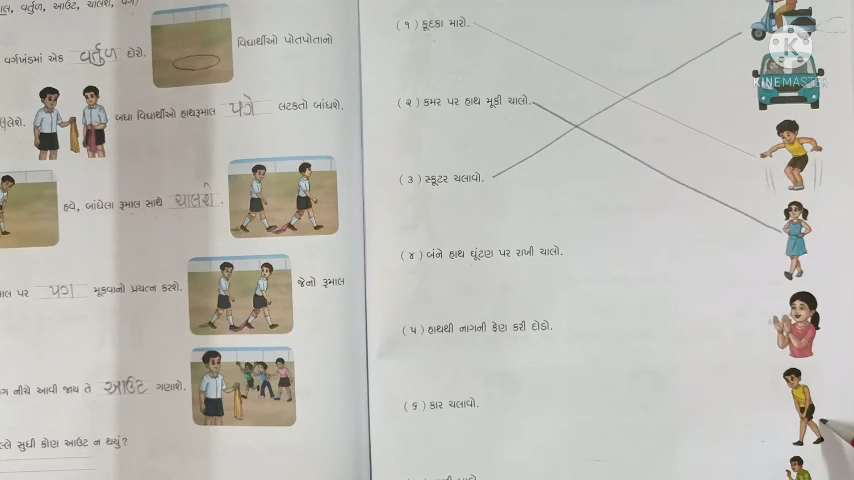 વર્તુળ, આઉટ, ચાલશે,
વર્ગખંડમાં એક વર્તુળ દોરો.
વિદ્યાર્થીઓ પોતપોતાનો
બધા વિદ્યાર્થીઓ હાથરૂમાલ પગે લટકતો બાંધશે.
હવે, બાંધેલા રૂમાલ સાથે ચાલશે.
પર પગ મૂકવાનો પ્રયત્ન કરશે.
જેનો રૂમાલ
નીચે આવી જાય તે આઉટ ગણાશે.
સુધી કોણ આઉટ ન થયું?
(૧) કૂદકા મારો.
(૨) કમર પર હાથ મૂકી ચાલો.
(૩) સ્કૂટર ચલાવો.
(૪) બંને હાથ ઘૂંટણ પર રાખી ચાલો.
(૫) હાથથી નાગની ફેણ કરી દોડો.
(૬) કાર ચલાવો.
KINEMASTER